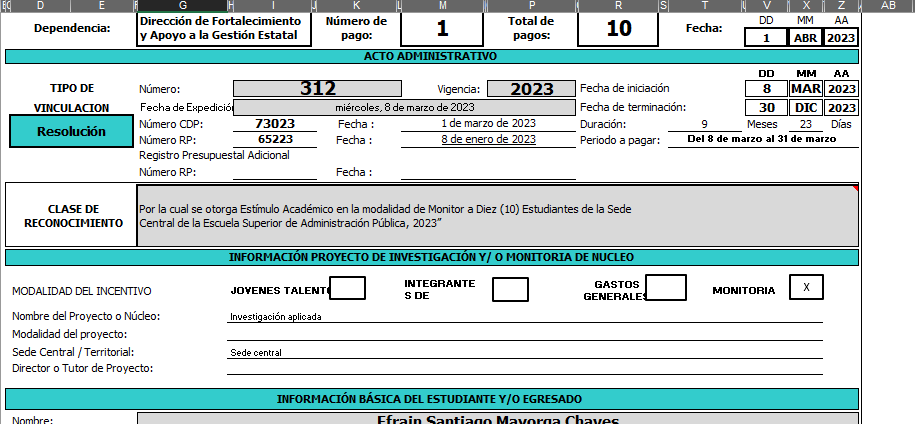 D E F G H I J K L M N P Q R S T U V W X Y Z AA AB
Dependencia: Dirección de Fortalecimiento y Apoyo a la Gestión Estatal Número de pago: 1 Total de pagos: 10 Fecha: DD MM AA
1 ABR 2023
ACTO ADMINISTRATIVO
DD MM AA
TIPO DE VINCULACION Número: 312 Vigencia: 2023 Fecha de iniciación 8 MAR 2023
Fecha de Expedición miércoles, 8 de marzo de 2023 Fecha de terminación: 30 DIC 2023
Resolución Número CDP: 73023 Fecha : 1 de marzo de 2023 Duración: 9 Meses 23 Días
Número RP: 65223 Fecha : 8 de enero de 2023 Periodo a pagar: Del 8 de marzo al 31 de marzo
Registro Presupuestal Adicional
Número RP: Fecha :
CLASE DE RECONOCIMIENTO
Por la cual se otorga Estímulo Académico en la modalidad de Monitor a Diez (10) Estudiantes de la Sede
Central de la Escuela Superior de Administración Pública, 2023”
INFORMACIÓN PROYECTO DE INVESTIGACIÓN Y/ O MONITORIA DE NUCLEO
MODALIDAD DEL INCENTIVO JOVENES TALENTO INTEGRANTE S DE GASTOS GENERALES MONITORIA X
Nombre del Proyecto o Núcleo: Investigación aplicada
Modalidad del proyecto:
Sede Central / Territorial: Sede central
Director o Tutor de Proyecto:
INFORMACIÓN BÁSICA DEL ESTUDIANTE Y/O EGRESADO
Nombre: Efrain Santiago Mayorga Chaves